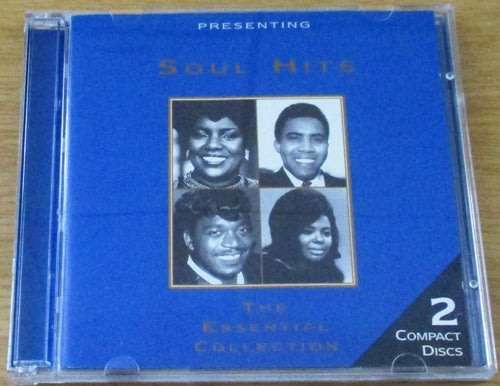 PRESENTING
SOUL HITS
THE
ESSENTIAL
COLLECTION
2
COMPACT
DISCS